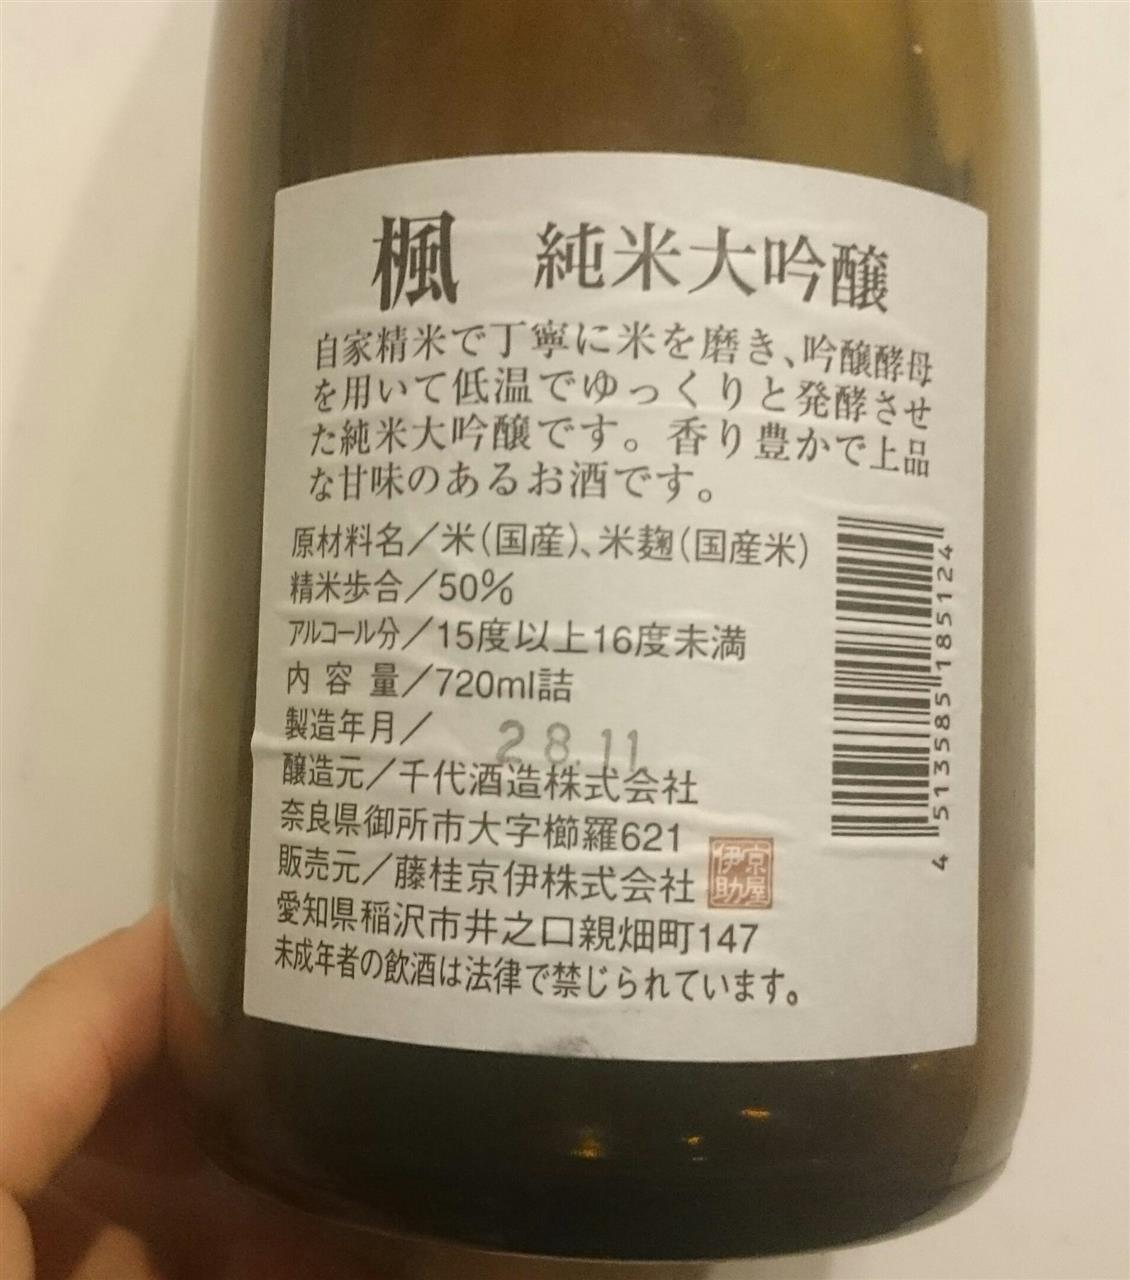 楓　純米大吟醸
自家精米で丁寧に米を磨き、吟醸酵母
を用いて低温でゆっくりと発酵させ
た純米大吟醸です。香り豊かで上品
な甘味のあるお酒です。
原材料名／米（国産）、米麹（国産米）
精米歩合／50％
アルコール分／15度以上16度未満
内容量／720ml詰
製造年月／　28.11
醸造元／千代酒造株式会社
奈良県御所市大字櫛羅621
販売元／藤桂京伊株式会社
京屋伊助
愛知県稲沢市井之口親畑町147
未成年者の飲酒は法律で禁じられています。
4 513585 185124